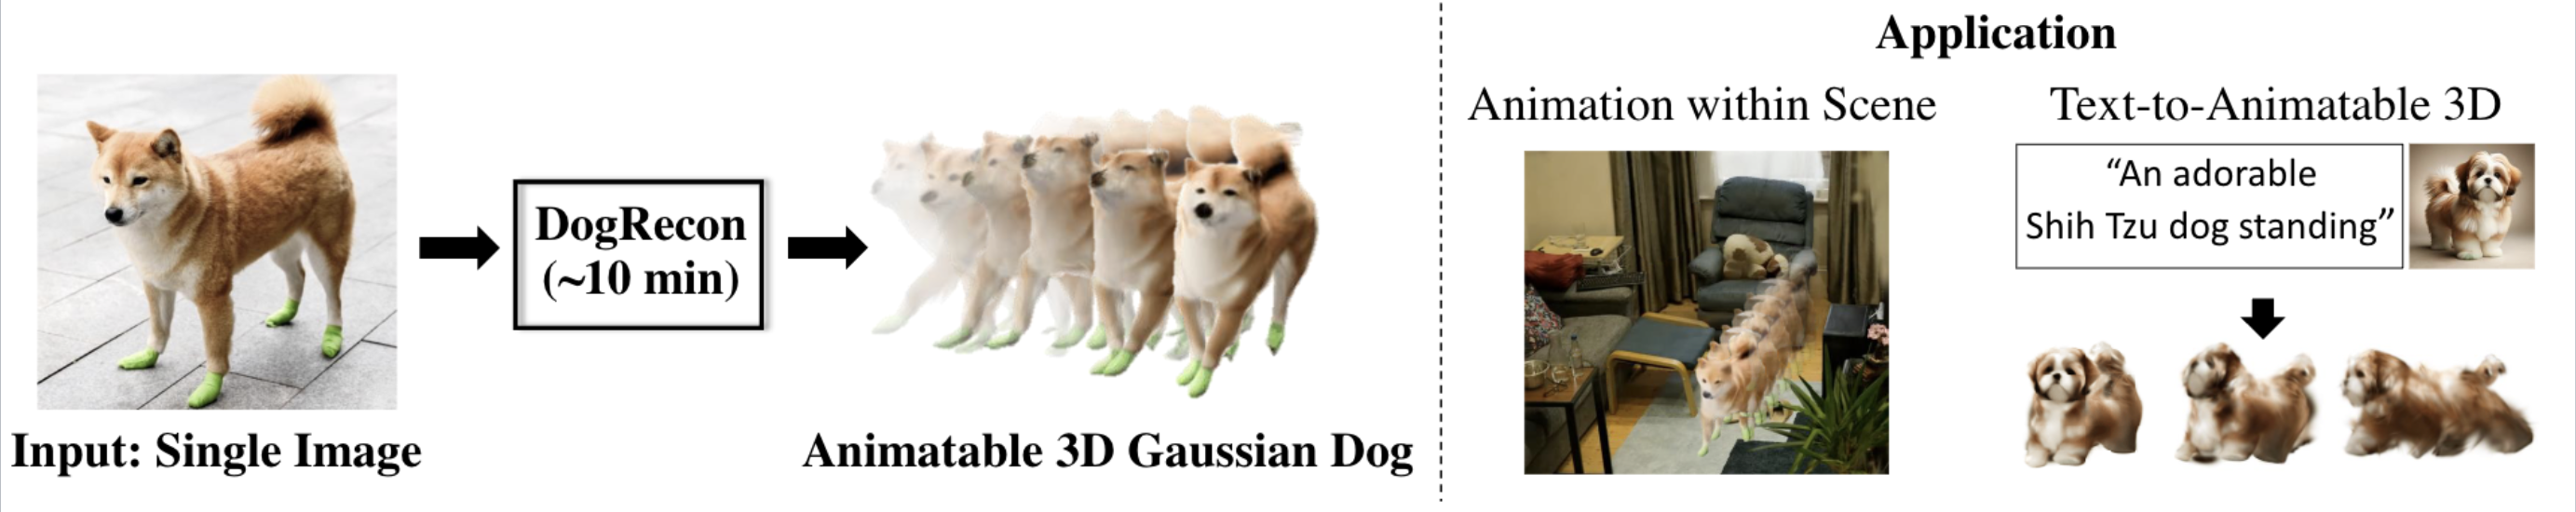 Input: Single Image
DogRecon
(~10 min)
Animatable 3D Gaussian Dog
Application
Animation within Scene
Text-to-Animatable 3D
“An adorable
Shih Tzu dog standing”